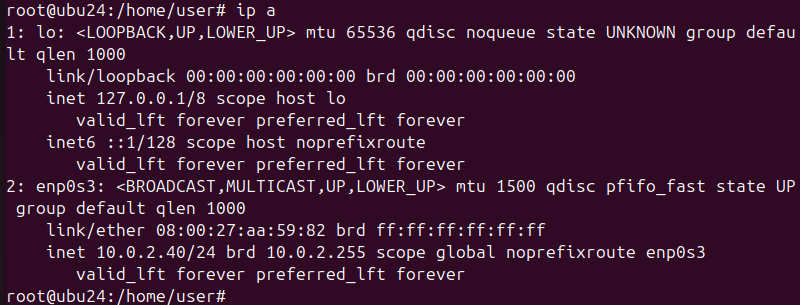 root@ubu24:/home/user# ip a
1: lo: <LOOPBACK,UP,LOWER_UP> mtu 65536 qdisc noqueue state UNKNOWN group defau
lt qlen 1000
    link/loopback 00:00:00:00:00:00 brd 00:00:00:00:00:00
    inet 127.0.0.1/8 scope host lo
       valid_lft forever preferred_lft forever
    inet6 ::1/128 scope host noprefixroute
       valid_lft forever preferred_lft forever
2: enp0s3: <BROADCAST,MULTICAST,UP,LOWER_UP> mtu 1500 qdisc pfifo_fast state UP
 group default qlen 1000
    link/ether 08:00:27:aa:59:82 brd ff:ff:ff:ff:ff:ff
    inet 10.0.2.40/24 brd 10.0.2.255 scope global noprefixroute enp0s3
       valid_lft forever preferred_lft forever
root@ubu24:/home/user#